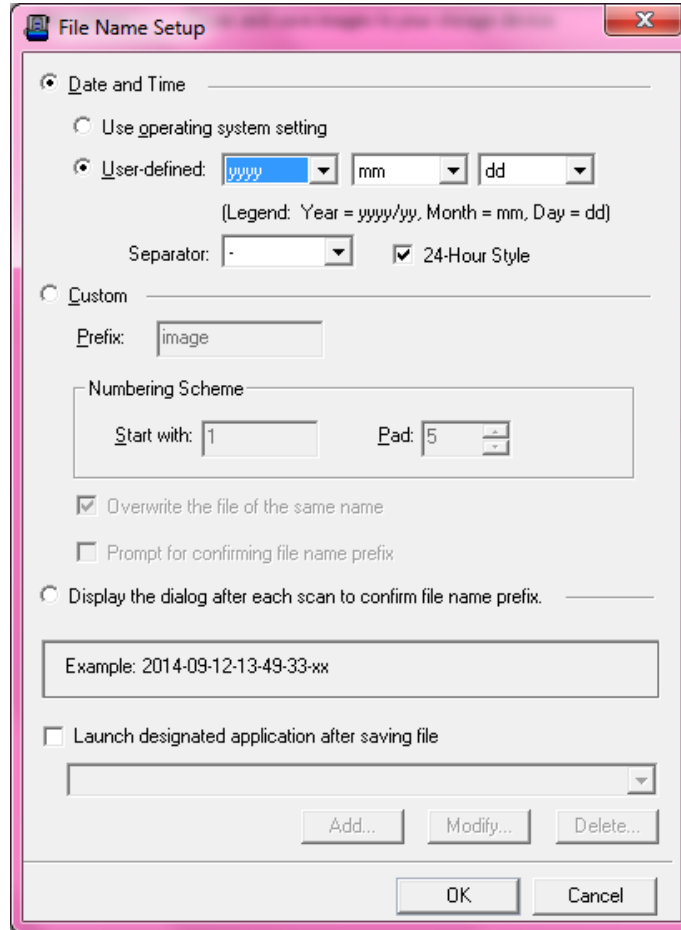 File Name Setup
Date and Time
Use operating system setting
User-defined: yyyy mm dd
(Legend: Year = yyyy/yy, Month = mm, Day = dd)
Separator: - 24-Hour Style
Custom
Prefix: image
Numbering Scheme
Start with: 1 Pad: 5
Overwrite the file of the same name
Prompt for confirming file name prefix
Display the dialog after each scan to confirm file name prefix.
Example: 2014-09-12-13-49-33-xx
Launch designated application after saving file
Add... Modify... Delete...
OK Cancel